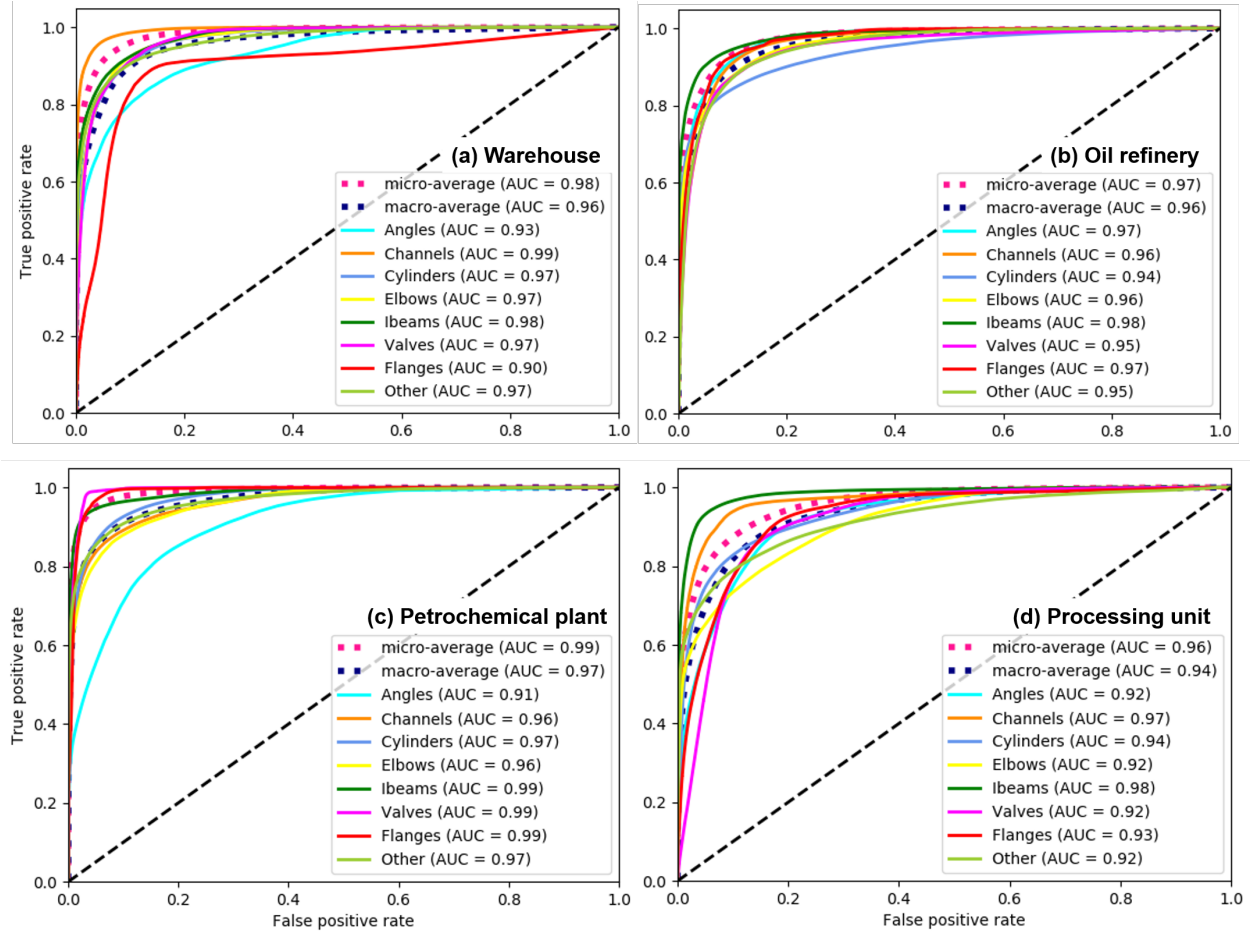 1.0
0.8
0.6
0.4
0.2
0.0
True positive rate
(a) Warehouse
micro-average (AUC = 0.98)
macro-average (AUC = 0.96)
Angles (AUC = 0.93)
Channels (AUC = 0.99)
Cylinders (AUC = 0.97)
Elbows (AUC = 0.97)
Ibeams (AUC = 0.98)
Valves (AUC = 0.97)
Flanges (AUC = 0.90)
Other (AUC = 0.97)
0.0 0.2 0.4 0.6 0.8 1.0
1.0
0.8
0.6
0.4
0.2
0.0
(b) Oil refinery
micro-average (AUC = 0.97)
macro-average (AUC = 0.96)
Angles (AUC = 0.97)
Channels (AUC = 0.96)
Cylinders (AUC = 0.94)
Elbows (AUC = 0.96)
Ibeams (AUC = 0.98)
Valves (AUC = 0.95)
Flanges (AUC = 0.97)
Other (AUC = 0.95)
0.0 0.2 0.4 0.6 0.8 1.0
1.0
0.8
0.6
0.4
0.2
0.0
True positive rate
(c) Petrochemical plant
micro-average (AUC = 0.99)
macro-average (AUC = 0.97)
Angles (AUC = 0.91)
Channels (AUC = 0.96)
Cylinders (AUC = 0.97)
Elbows (AUC = 0.96)
Ibeams (AUC = 0.99)
Valves (AUC = 0.99)
Flanges (AUC = 0.99)
Other (AUC = 0.97)
0.0 0.2 0.4 0.6 0.8 1.0
False positive rate
1.0
0.8
0.6
0.4
0.2
0.0
(d) Processing unit
micro-average (AUC = 0.96)
macro-average (AUC = 0.94)
Angles (AUC = 0.92)
Channels (AUC = 0.97)
Cylinders (AUC = 0.94)
Elbows (AUC = 0.92)
Ibeams (AUC = 0.98)
Valves (AUC = 0.92)
Flanges (AUC = 0.93)
Other (AUC = 0.92)
0.0 0.2 0.4 0.6 0.8 1.0
False positive rate